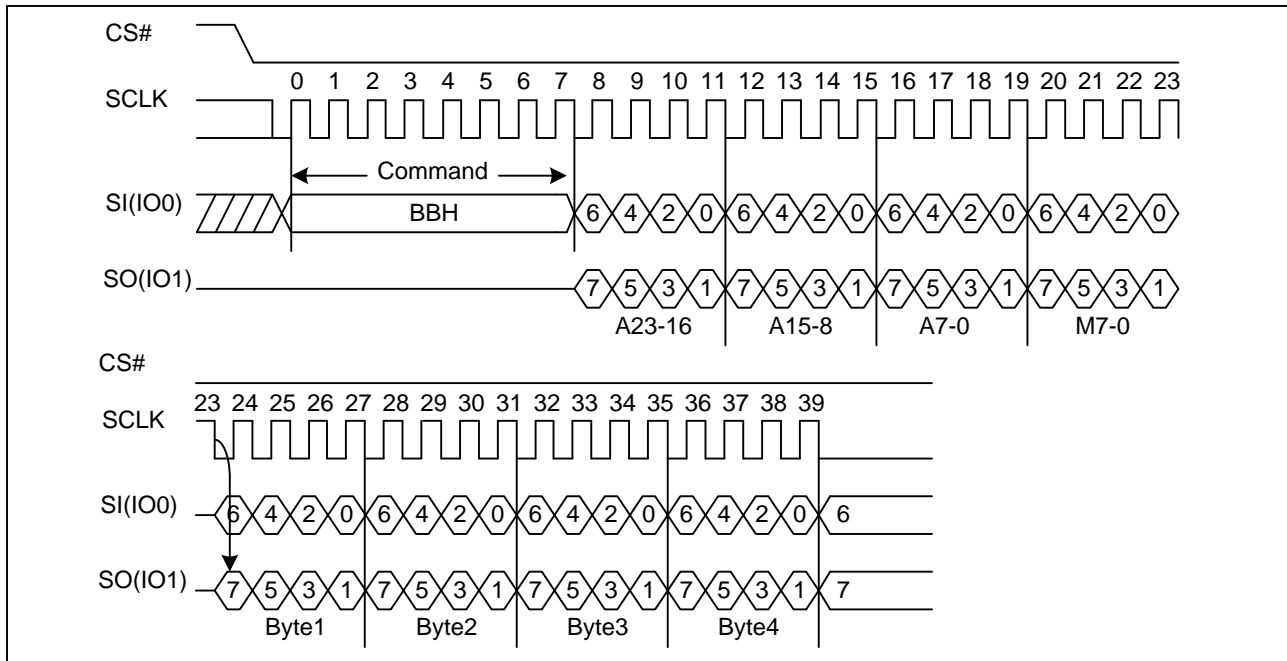 CS#
0 1 2 3 4 5 6 7 8 9 10 11 12 13 14 15 16 17 18 19 20 21 22 23
SCLK
Command
SI(IO0)
BBH
6 4 2 0 6 4 2 0 6 4 2 0 6 4 2 0
SO(IO1)
7 5 3 1 7 5 3 1 7 5 3 1 7 5 3 1
A23-16 A15-8 A7-0 M7-0
CS#
23 24 25 26 27 28 29 30 31 32 33 34 35 36 37 38 39
SCLK
SI(IO0)
6 4 2 0 6 4 2 0 6 4 2 0 6 4 2 0 6
SO(IO1)
7 5 3 1 7 5 3 1 7 5 3 1 7 5 3 1 7
Byte1 Byte2 Byte3 Byte4